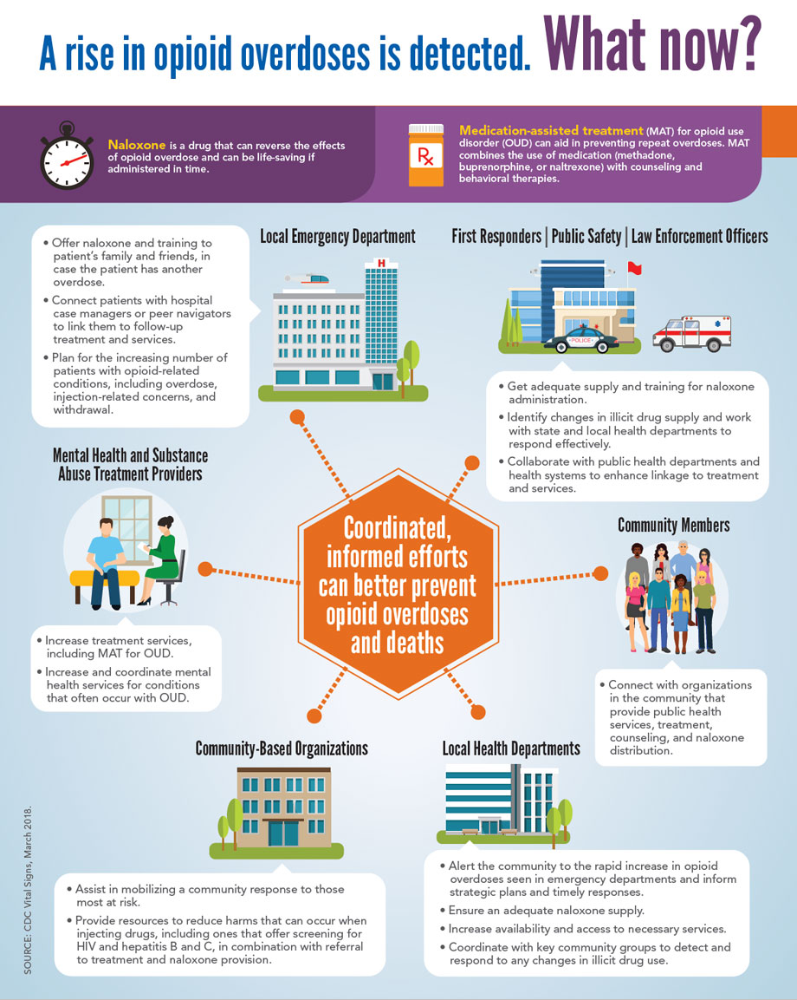 A rise in opioid overdoses is detected. What now?
Naloxone is a drug that can reverse the effects
of opioid overdose and can be life-saving if
administered in time.
Rx
Medication-assisted treatment (MAT) for opioid use
disorder (OUD) can aid in preventing repeat overdoses. MAT
combines the use of medication (methadone,
buprenorphine, or naltrexone) with counseling and
behavioral therapies.
Local Emergency Department
H
• Offer naloxone and training to
patient's family and friends, in
case the patient has another
overdose.
• Connect patients with hospital
case managers or peer navigators
to link them to follow-up
treatment and services.
• Plan for the increasing number of
patients with opioid-related
conditions, including overdose,
injection-related concerns, and
withdrawal.
First Responders | Public Safety | Law Enforcement Officers
POLICE
• Get adequate supply and training for naloxone
administration.
• Identify changes in illicit drug supply and work
with state and local health departments to
respond effectively.
• Collaborate with public health departments and
health systems to enhance linkage to treatment
and services.
Mental Health and Substance
Abuse Treatment Providers
• Increase treatment services,
including MAT for OUD.
• Increase and coordinate mental
health services for conditions
that often occur with OUD.
Coordinated,
informed efforts
can better prevent
opioid overdoses
and deaths
Community Members
• Connect with organizations
in the community that
provide public health
services, treatment,
counseling, and naloxone
distribution.
Community-Based Organizations
• Assist in mobilizing a community response to those
most at risk.
• Provide resources to reduce harms that can occur when
injecting drugs, including ones that offer screening for
HIV and hepatitis B and C, in combination with referral
to treatment and naloxone provision.
Local Health Departments
• Alert the community to the rapid increase in opioid
overdoses seen in emergency departments and inform
strategic plans and timely responses.
• Ensure an adequate naloxone supply.
• Increase availability and access to necessary services.
• Coordinate with key community groups to detect and
respond to any changes in illicit drug use.
SOURCE: CDC Vital Signs, March 2018.